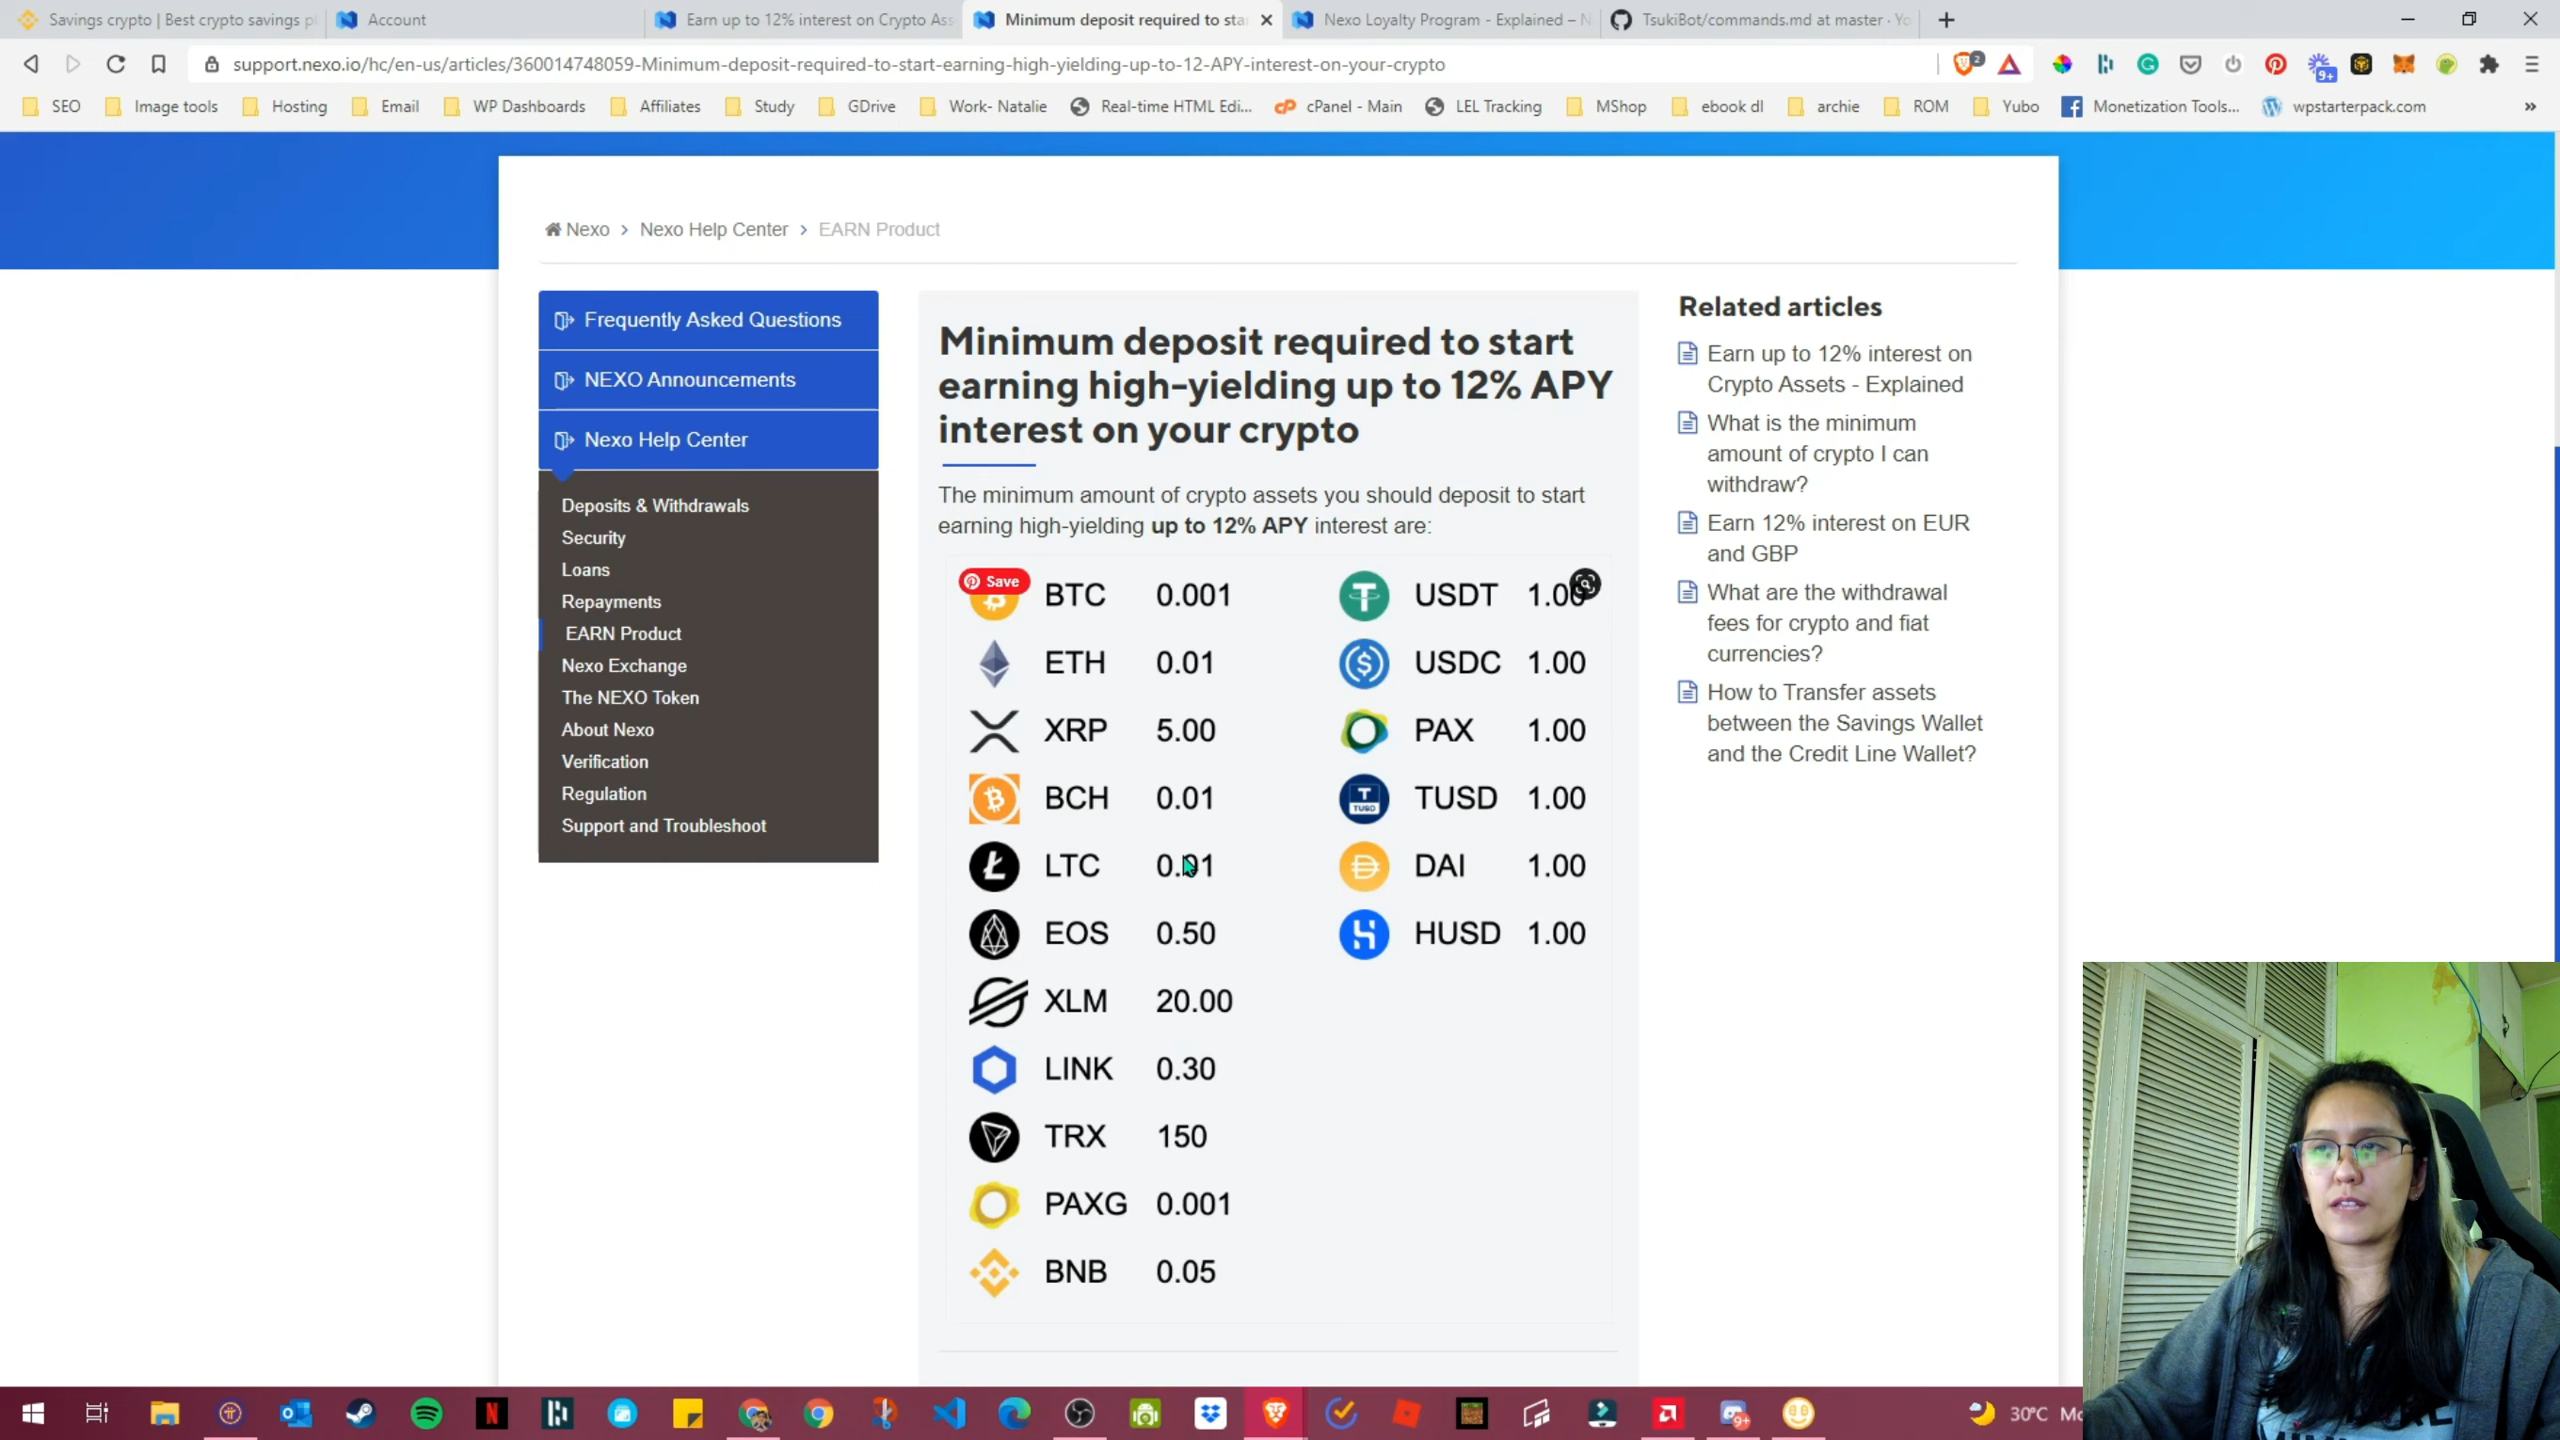 Savings crypto | Best crypto savings
Account
Earn up to 12% interest on Crypto Ass
Minimum deposit required to sta
Nexo Loyalty Program - Explained – N
TsukiBot/commands.md at master · Yo
support.nexo.io/hc/en-us/articles/360014748059-Minimum-deposit-required-to-start-earning-high-yielding-up-to-12-APY-interest-on-your-crypto
2
9+
SEO
Image tools
Hosting
Email
WP Dashboards
Affiliates
Study
GDrive
Work- Natalie
Real-time HTML Edi...
cPanel - Main
LEL Tracking
MShop
ebook dl
archie
ROM
Yubo
Monetization Tools...
wpstarterpack.com
Nexo > Nexo Help Center > EARN Product
Frequently Asked Questions
NEXO Announcements
Nexo Help Center
Deposits & Withdrawals
Security
Loans
Repayments
EARN Product
Nexo Exchange
The NEXO Token
About Nexo
Verification
Regulation
Support and Troubleshoot
Minimum deposit required to start
earning high-yielding up to 12% APY
interest on your crypto
The minimum amount of crypto assets you should deposit to start
earning high-yielding up to 12% APY interest are:
Save
BTC 0.001 USDT 1.00
ETH 0.01 USDC 1.00
XRP 5.00 PAX 1.00
BCH 0.01 TUSD 1.00
LTC 0.01 DAI 1.00
EOS 0.50 HUSD 1.00
XLM 20.00
LINK 0.30
TRX 150
PAXG 0.001
BNB 0.05
Related articles
Earn up to 12% interest on
Crypto Assets - Explained
What is the minimum
amount of crypto I can
withdraw?
Earn 12% interest on EUR
and GBP
What are the withdrawal
fees for crypto and fiat
currencies?
How to Transfer assets
between the Savings Wallet
and the Credit Line Wallet?
9+
30°C